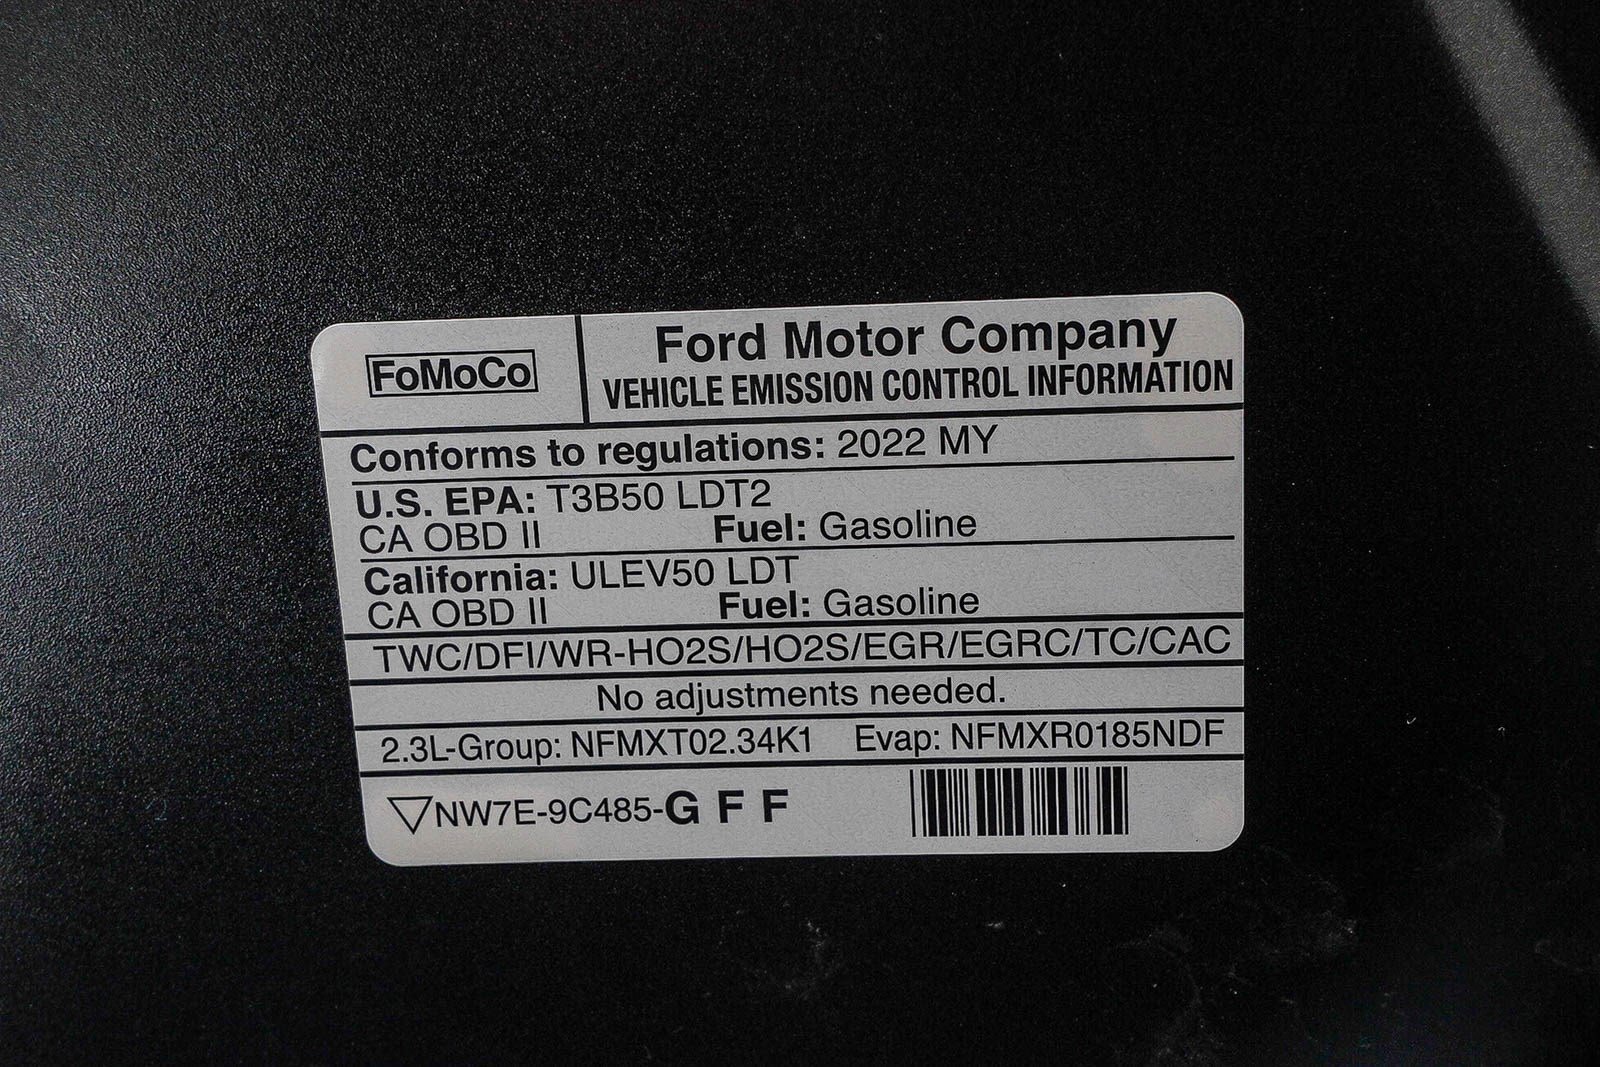 FoMoCo
Ford Motor Company
VEHICLE EMISSION CONTROL INFORMATION
Conforms to regulations: 2022 MY
U.S. EPA: T3B50 LDT2
CA OBD II Fuel: Gasoline
California: ULEV50 LDT
CA OBD II Fuel: Gasoline
TWC/DFI/WR-HO2S/HO2S/EGR/EGRC/TC/CAC
No adjustments needed.
2.3L-Group: NFMXT02.34K1 Evap: NFMXR0185NDF
NW7E-9C485-G F F